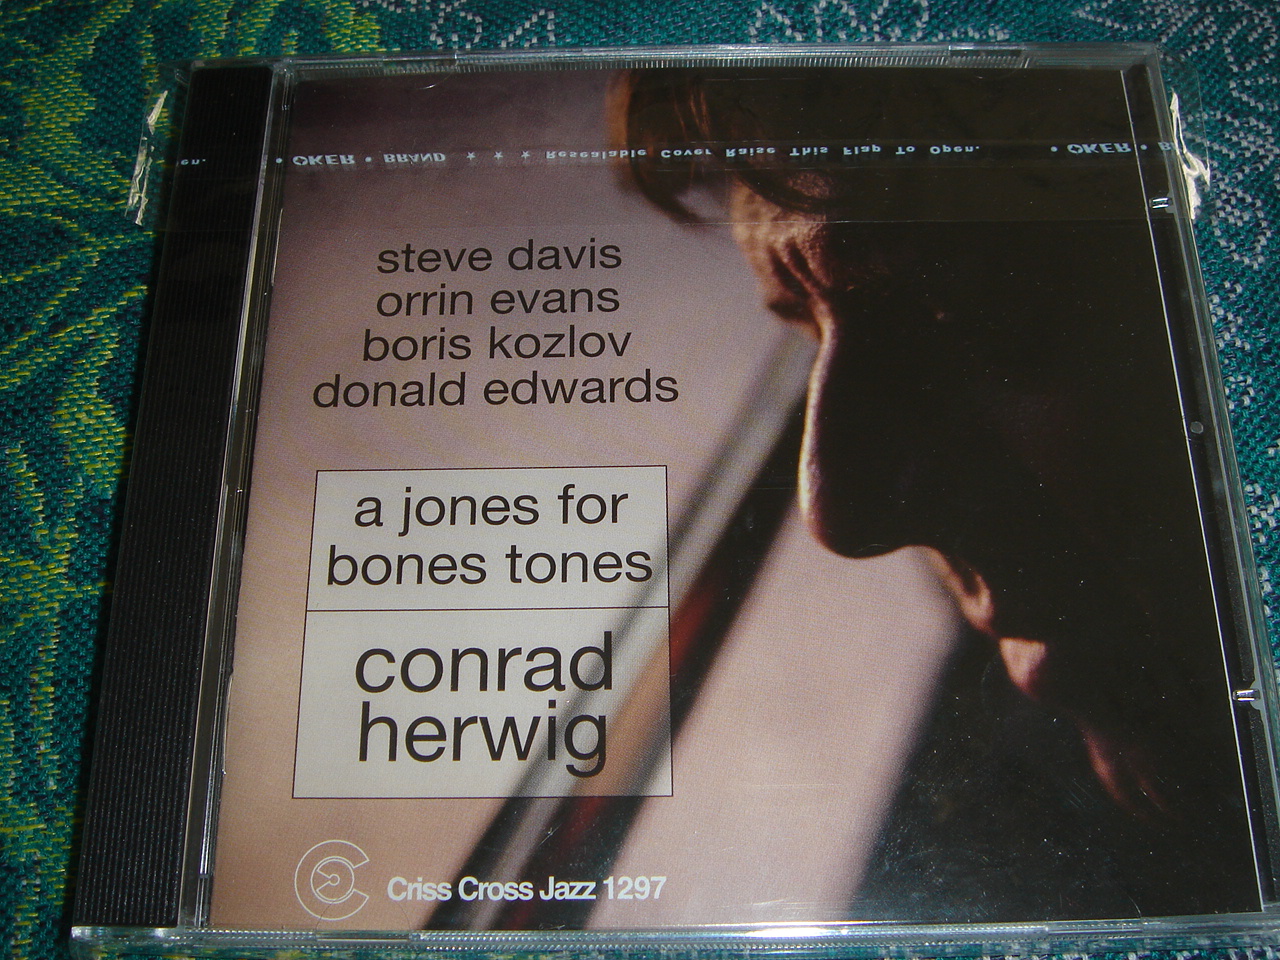 en. • OKER • BRAND ★ ★ ★ Resealable Cover Raise This Flap To Open. • OKER • B
steve davis
orrin evans
boris kozlov
donald edwards
a jones for
bones tones
conrad
herwig
Criss Cross Jazz 1297